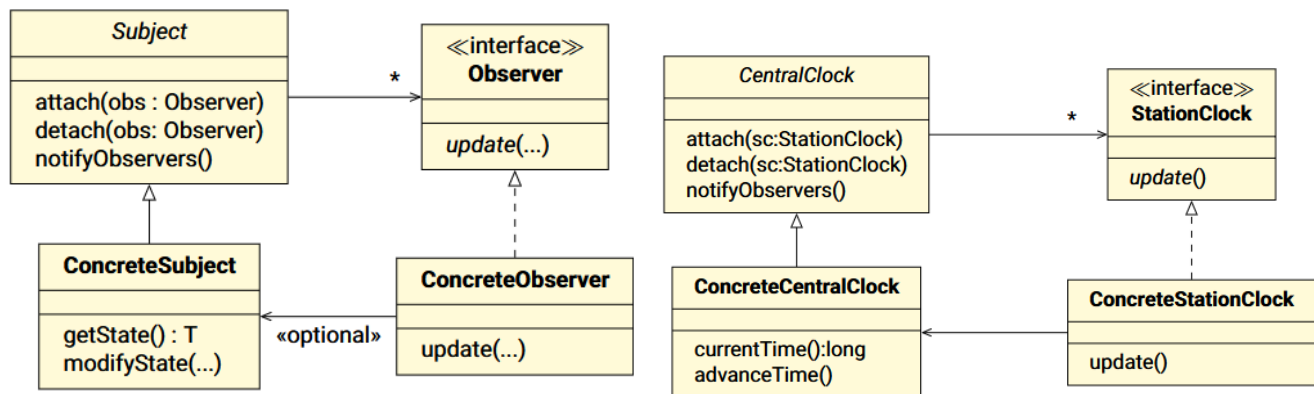 Subject
attach(obs : Observer)
detach(obs: Observer)
notifyObservers()
*
≪interface≫
Observer
update(...)
ConcreteSubject
getState() : T
modifyState(...)
«optional»
ConcreteObserver
update(...)
CentralClock
attach(sc:StationClock)
detach(sc:StationClock)
notifyObservers()
*
≪interface≫
StationClock
update()
ConcreteCentralClock
currentTime():long
advanceTime()
ConcreteStationClock
update()